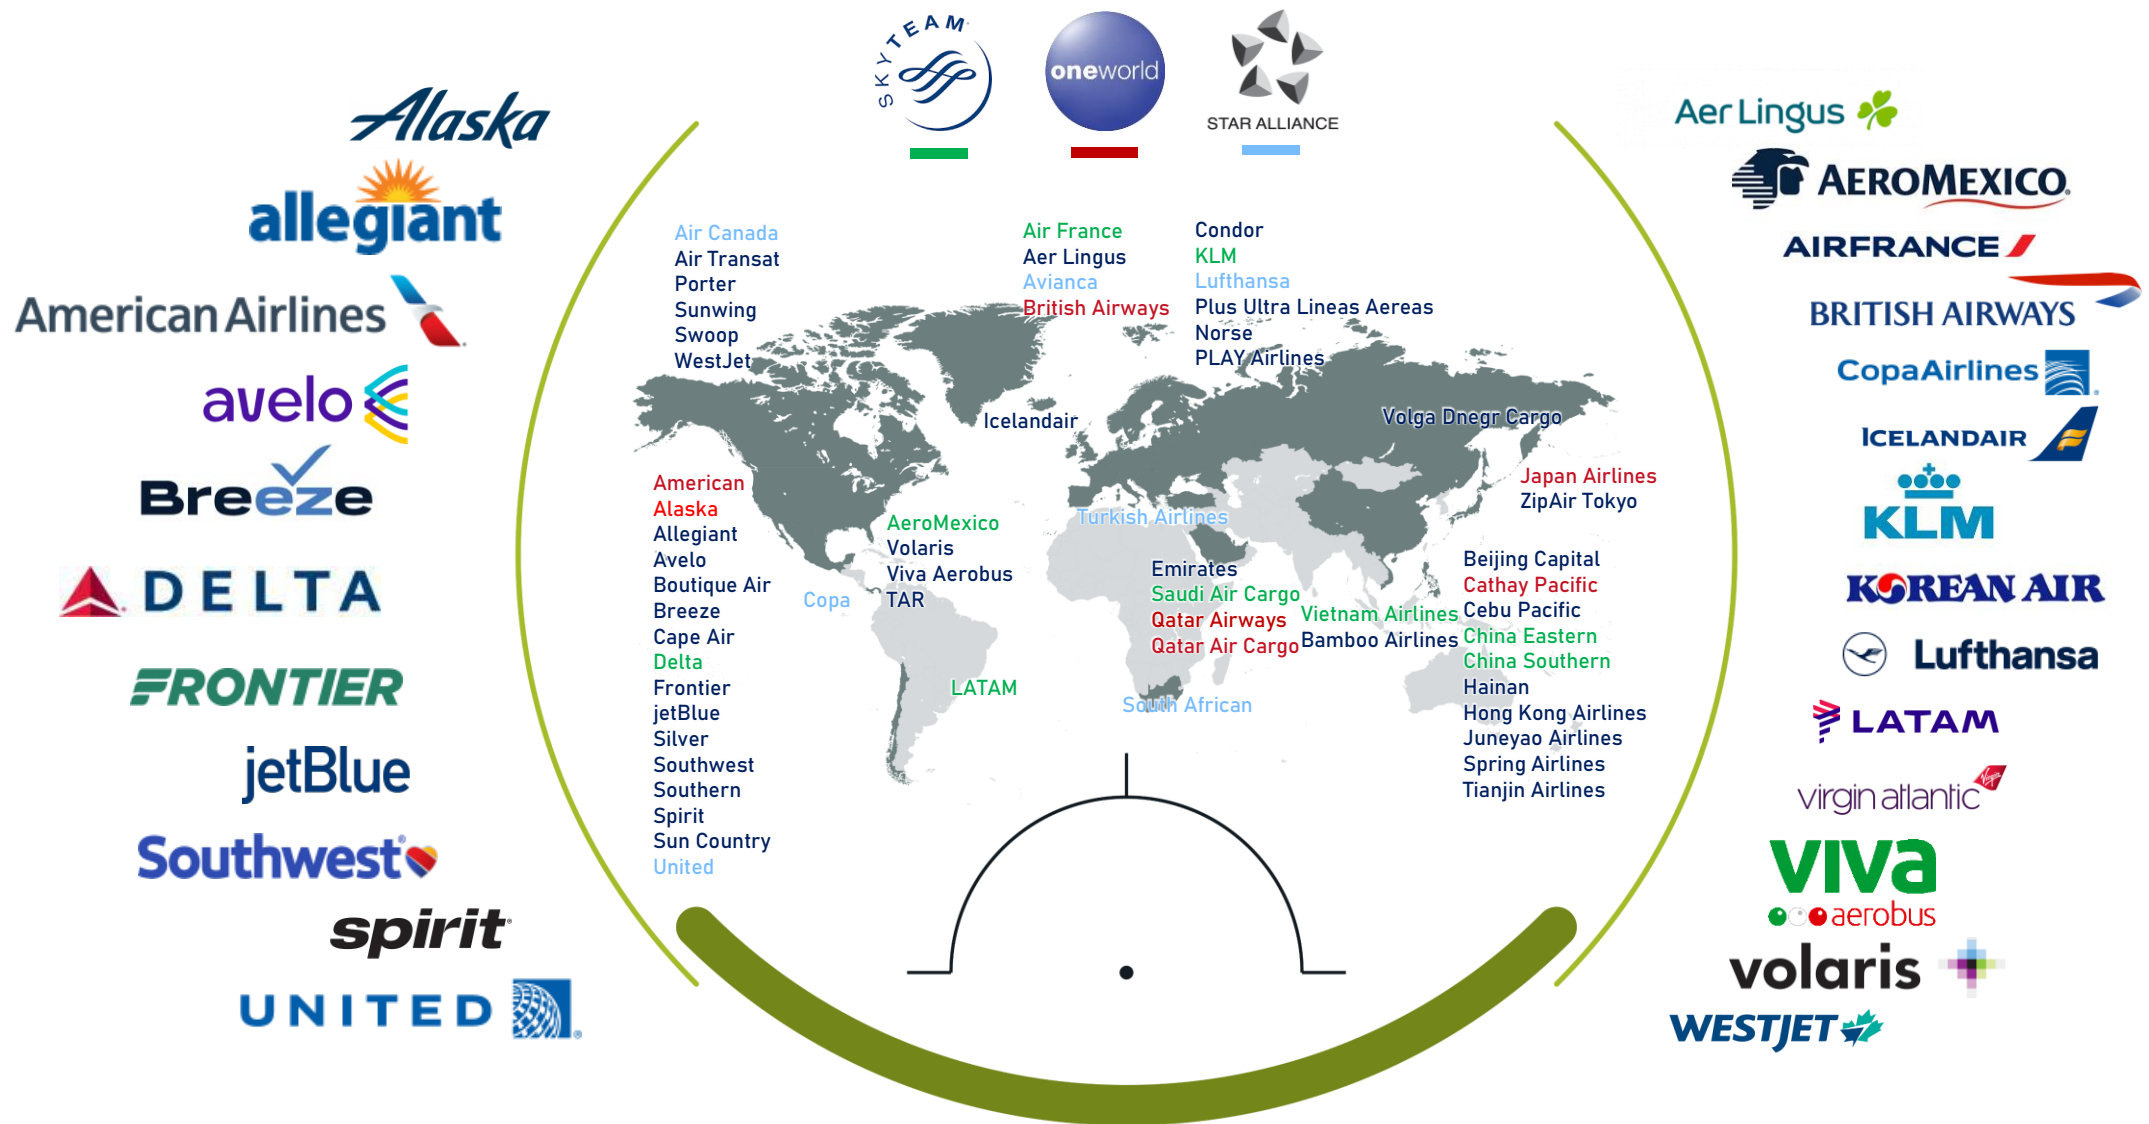 SKYTEAM
oneworld
STAR ALLIANCE
Alaska
allegiant
American Airlines
avelo
Breeze
DELTA
FRONTIER
jetBlue
Southwest
spirit
UNITED
Air Canada
Air Transat
Porter
Sunwing
Swoop
WestJet
Air France
Aer Lingus
Avianca
British Airways
Condor
KLM
Lufthansa
Plus Ultra Lineas Aereas
Norse
PLAY Airlines
Icelandair
Volga Dnegr Cargo
American
Alaska
Allegiant
Avelo
Boutique Air
Breeze
Cape Air
Delta
Frontier
jetBlue
Silver
Southwest
Southern
Spirit
Sun Country
United
AeroMexico
Volaris
Viva Aerobus
TAR
Copa
LATAM
Turkish Airlines
Emirates
Saudi Air Cargo
Qatar Airways
Qatar Air Cargo
South African
Vietnam Airlines
Bamboo Airlines
Japan Airlines
ZipAir Tokyo
Beijing Capital
Cathay Pacific
Cebu Pacific
China Eastern
China Southern
Hainan
Hong Kong Airlines
Juneyao Airlines
Spring Airlines
Tianjin Airlines
Aer Lingus
AEROMEXICO
AIRFRANCE
BRITISH AIRWAYS
CopaAirlines
ICELANDAIR
KLM
KOREAN AIR
Lufthansa
LATAM
virgin atlantic
Virgin
VIVa
aerobus
volaris
WESTJET